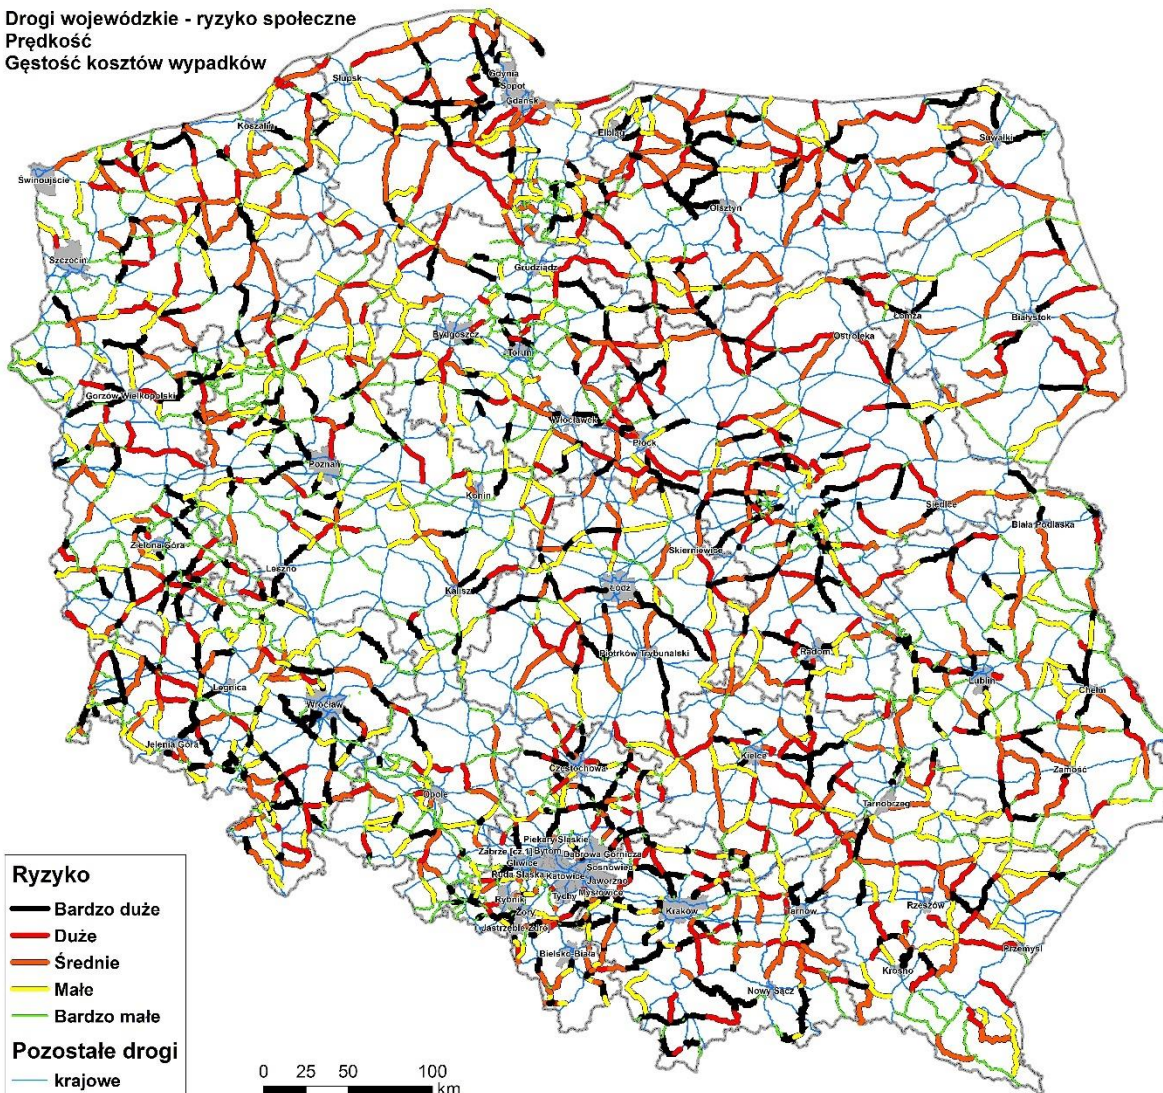 Drogi wojewódzkie - ryzyko społeczne
Prędkość
Gęstość kosztów wypadków
Gdynia
Słupsk
Sopot
Gdańsk
Koszalin
Elbląg
Suwałki
Świnoujście
Olsztyn
Szczecin
Grudziądz
Łomża
Białystok
Bydgoszcz
Ostrołęka
Toruń
Gorzów Wielkopolski
Włocławek
Płock
Poznań
Konin
Siedlce
Biała Podlaska
Zielona Góra
Skierniewise
Leszno
Kalisz
Łódź
Piotrków Trybunalski
Radom
Lublin
Legnica
Chełm
Wrocław
Jelenia Góra
Kielce
Częstochowa
Zamość
Opole
Tarnobrzeg
Piekary Śląskie
Zabrze [cz.1]
Bytom
Dąbrowa Górnicza
Gliwice
Sosnowiec
Ruda Śląska
Katowice
Jaworzno
Mysłowice
Tychy
Rybnik
Żory
Kraków
Tarnów
Rzeszów
Jastrzębie-Zdrój
Przemyśl
Bielsko-Biała
Krosno
Nowy Sącz
Ryzyko
Bardzo duże
Duże
Średnie
Małe
Bardzo małe
Pozostałe drogi
krajowe
0 25 50 100
km